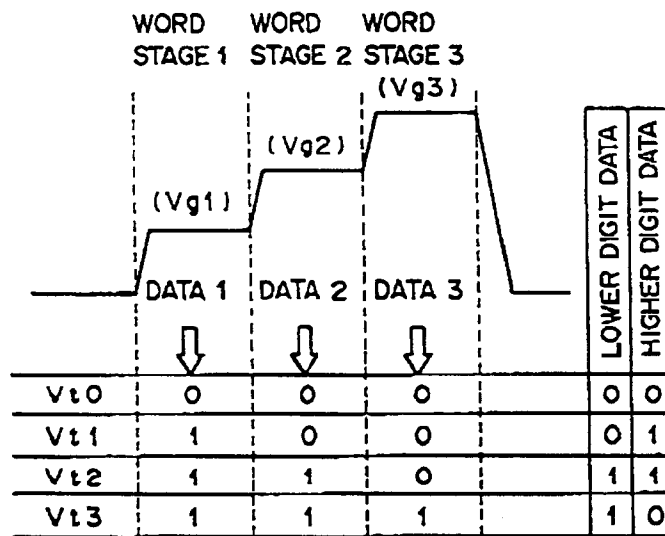 WORD WORD WORD
STAGE 1 STAGE 2 STAGE 3
(Vg3)
(Vg2)
(Vg1)
DATA 1 DATA 2 DATA 3
LOWER DIGIT DATA
HIGHER DIGIT DATA
Vt0 0 0 0 0 0
Vt1 1 0 0 0 1
Vt2 1 1 0 1 1
Vt3 1 1 1 1 0